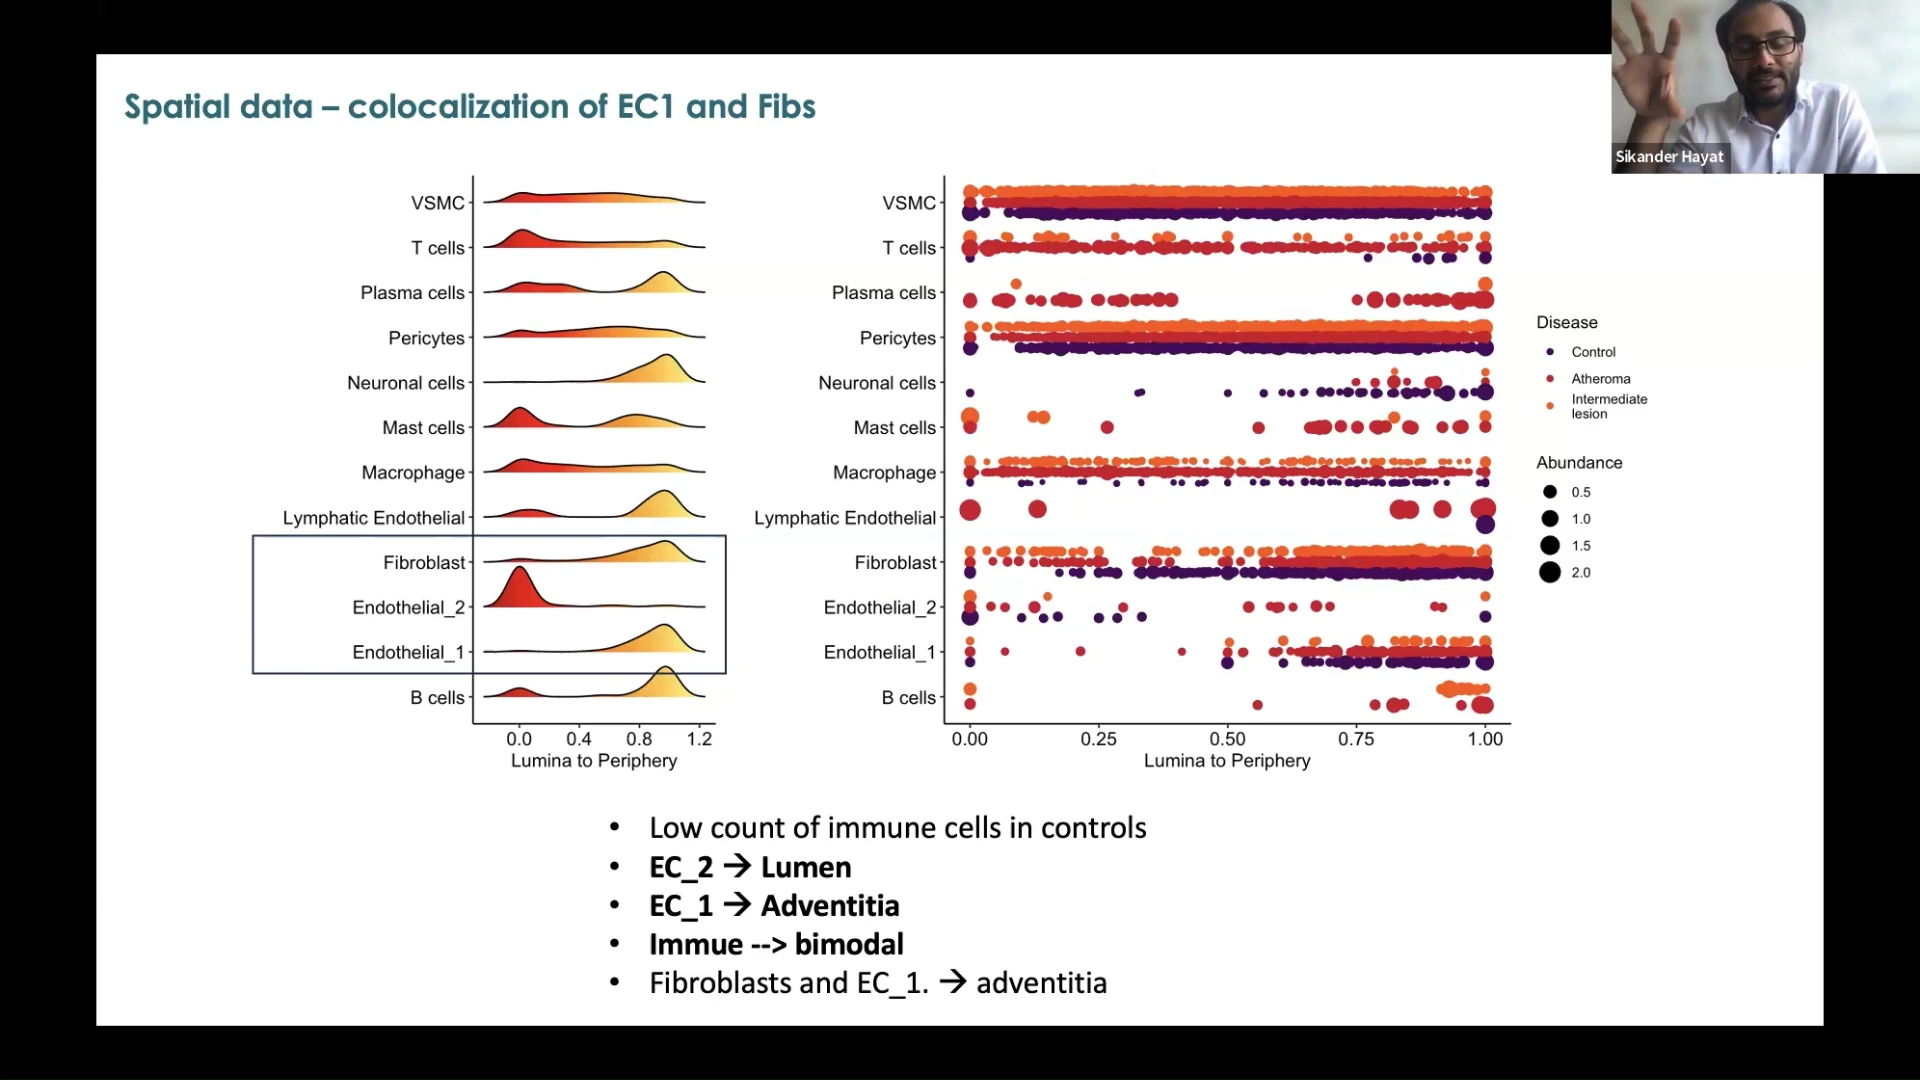 Sikander Hayat
Spatial data – colocalization of EC1 and Fibs
VSMC
T cells
Plasma cells
Pericytes
Neuronal cells
Mast cells
Macrophage
Lymphatic Endothelial
Fibroblast
Endothelial_2
Endothelial_1
B cells
0.0 0.4 0.8 1.2
Lumina to Periphery
VSMC
T cells
Plasma cells
Pericytes
Neuronal cells
Mast cells
Macrophage
Lymphatic Endothelial
Fibroblast
Endothelial_2
Endothelial_1
B cells
0.00 0.25 0.50 0.75 1.00
Lumina to Periphery
Disease
Control
Atheroma
Intermediate
lesion
Abundance
0.5
1.0
1.5
2.0
• Low count of immune cells in controls
• EC_2 → Lumen
• EC_1 → Adventitia
• Immue --> bimodal
• Fibroblasts and EC_1. → adventitia